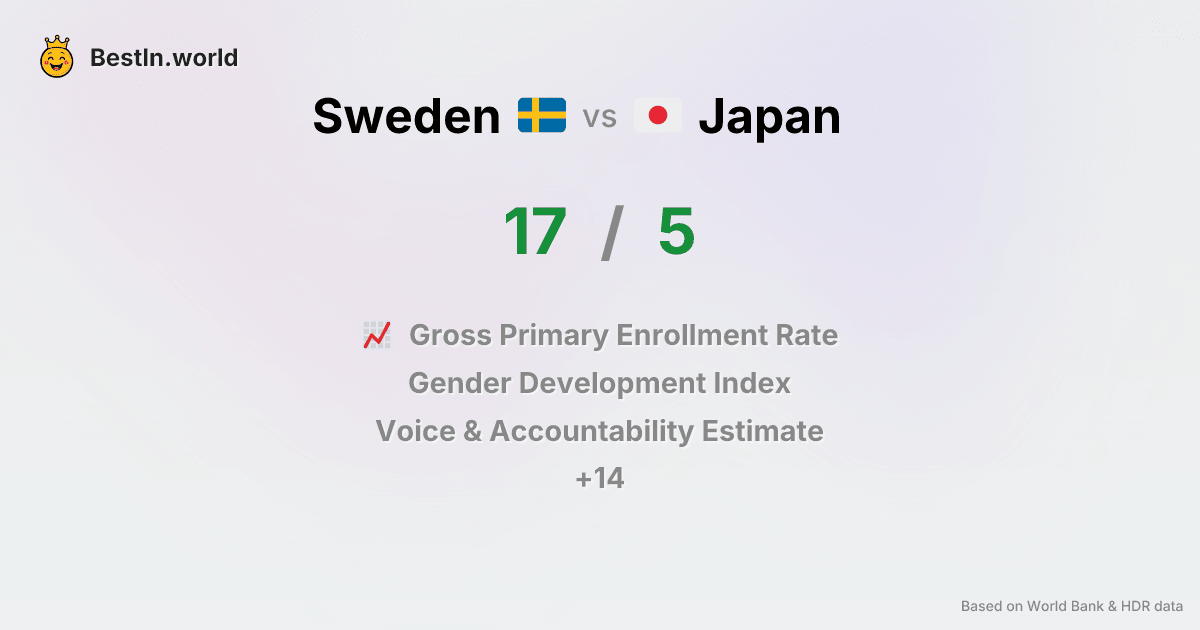 BestIn.world
Sweden vs Japan
17 / 5
Gross Primary Enrollment Rate
Gender Development Index
Voice & Accountability Estimate
+14
Based on World Bank & HDR data